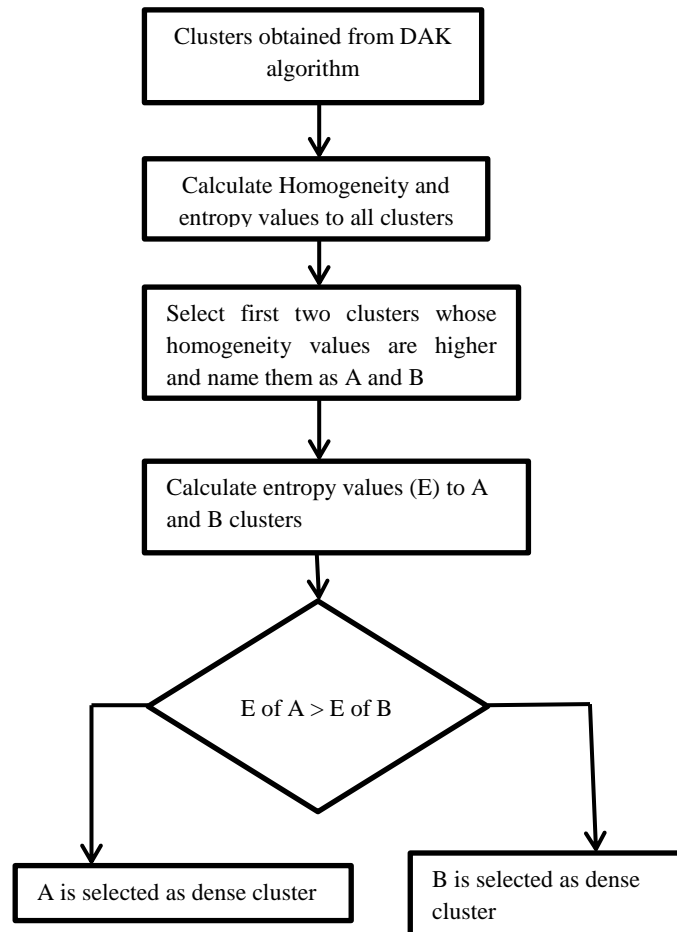 Clusters obtained from DAK
algorithm
Calculate Homogeneity and
entropy values to all clusters
Select first two clusters whose
homogeneity values are higher
and name them as A and B
Calculate entropy values (E) to A
and B clusters
E of A > E of B
A is selected as dense cluster
B is selected as dense
cluster